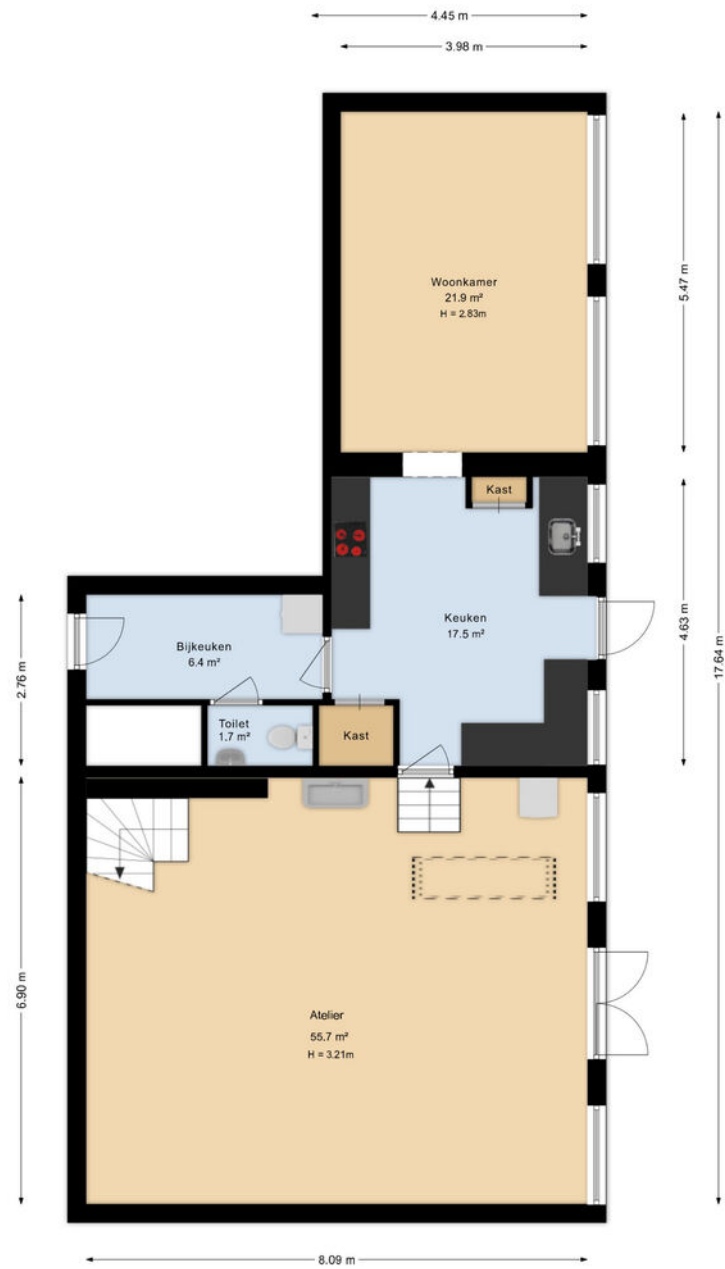 4.45 m
3.98 m
Woonkamer
21.9 m²
H = 2.83m
5.47 m
17.64 m
Kast
Keuken
17.5 m²
4.63 m
Bijkeuken
6.4 m²
2.76 m
Toilet
1.7 m²
Kast
6.90 m
Atelier
55.7 m²
H = 3.21m
8.09 m